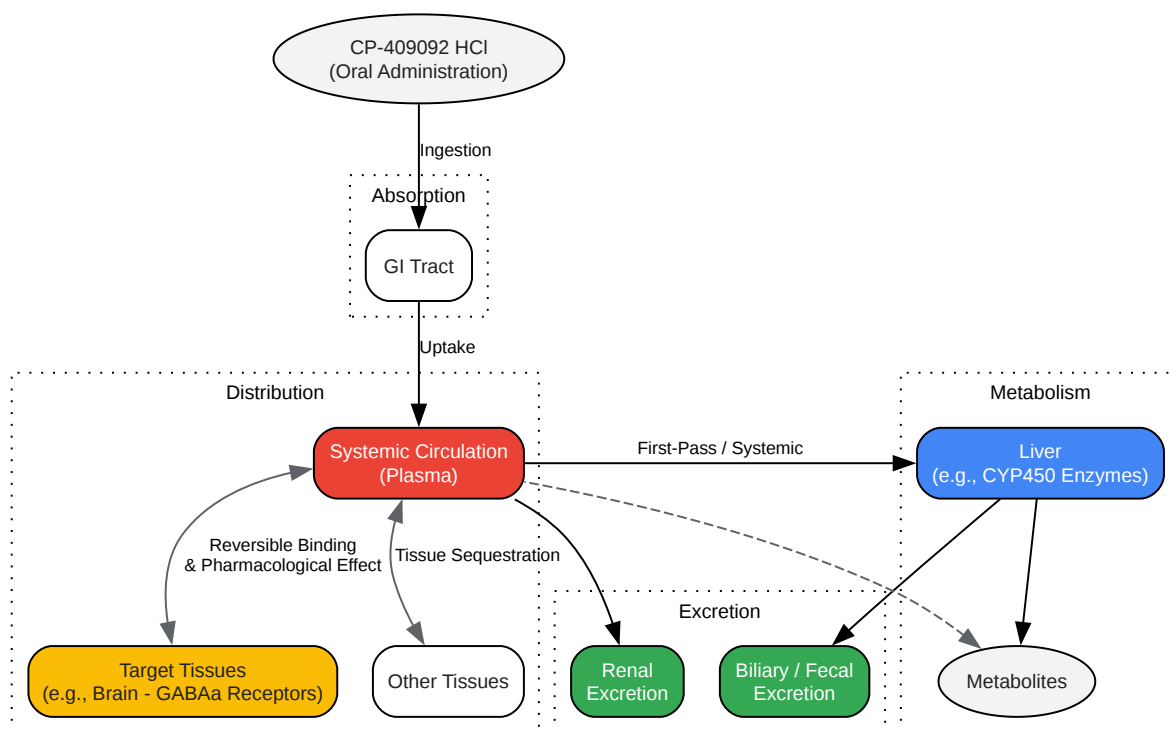 CP-409092 HCl
(Oral Administration)
Ingestion
Absorption
GI Tract
Uptake
Distribution
Metabolism
Systemic Circulation
(Plasma)
First-Pass / Systemic
Liver
(e.g., CYP450 Enzymes)
Reversible Binding
& Pharmacological Effect
Tissue Sequestration
Excretion
Target Tissues
(e.g., Brain - GABAa Receptors)
Other Tissues
Renal
Excretion
Biliary / Fecal
Excretion
Metabolites